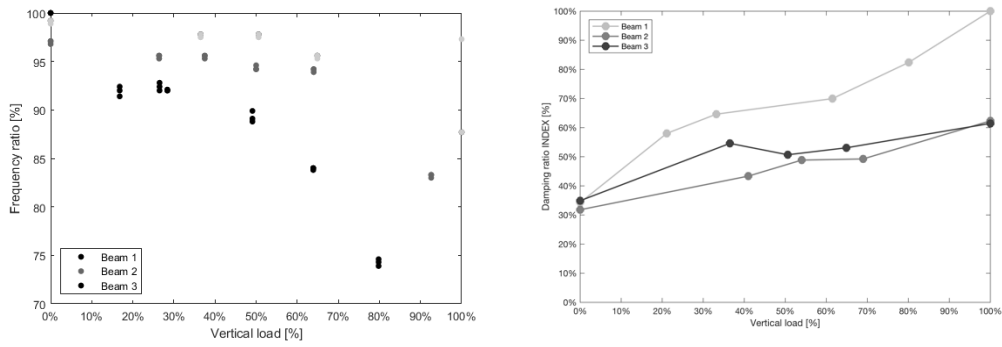 100
95
90
85
80
75
70
Frequency ratio [%]
Beam 1
Beam 2
Beam 3
0% 10% 20% 30% 40% 50% 60% 70% 80% 90% 100%
Vertical load [%]
100%
90%
80%
70%
60%
50%
40%
30%
20%
10%
0%
Damping ratio INDEX [%]
Beam 1
Beam 2
Beam 3
0% 10% 20% 30% 40% 50% 60% 70% 80% 90% 100%
Vertical load [%]